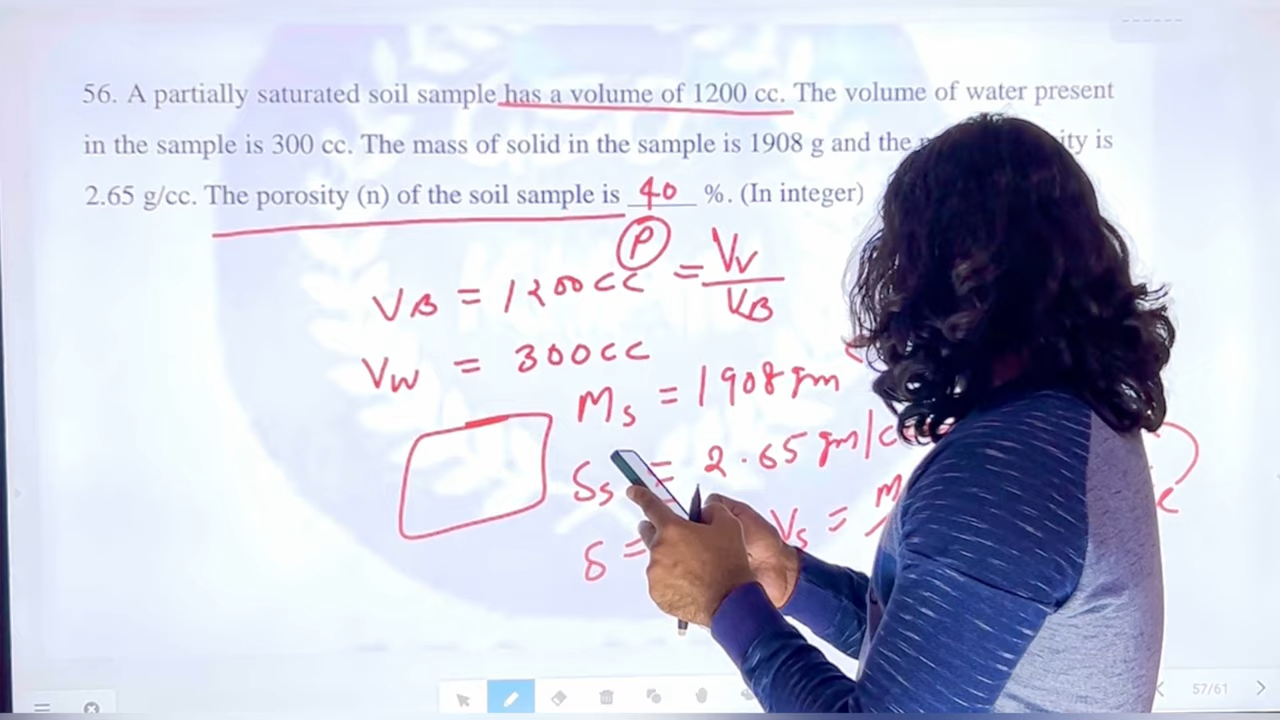 56. A partially saturated soil sample has a volume of 1200 cc. The volume of water present
in the sample is 300 cc. The mass of solid in the sample is 1908 g and the ity is
2.65 g/cc. The porosity (n) of the soil sample is 40 %. (In integer)
P = Vv / VB
VB = 1200cc
Vw = 300cc
Ms = 1908 gm
Ss = 2.65 gm/c
δ =
Vs = m
57/61